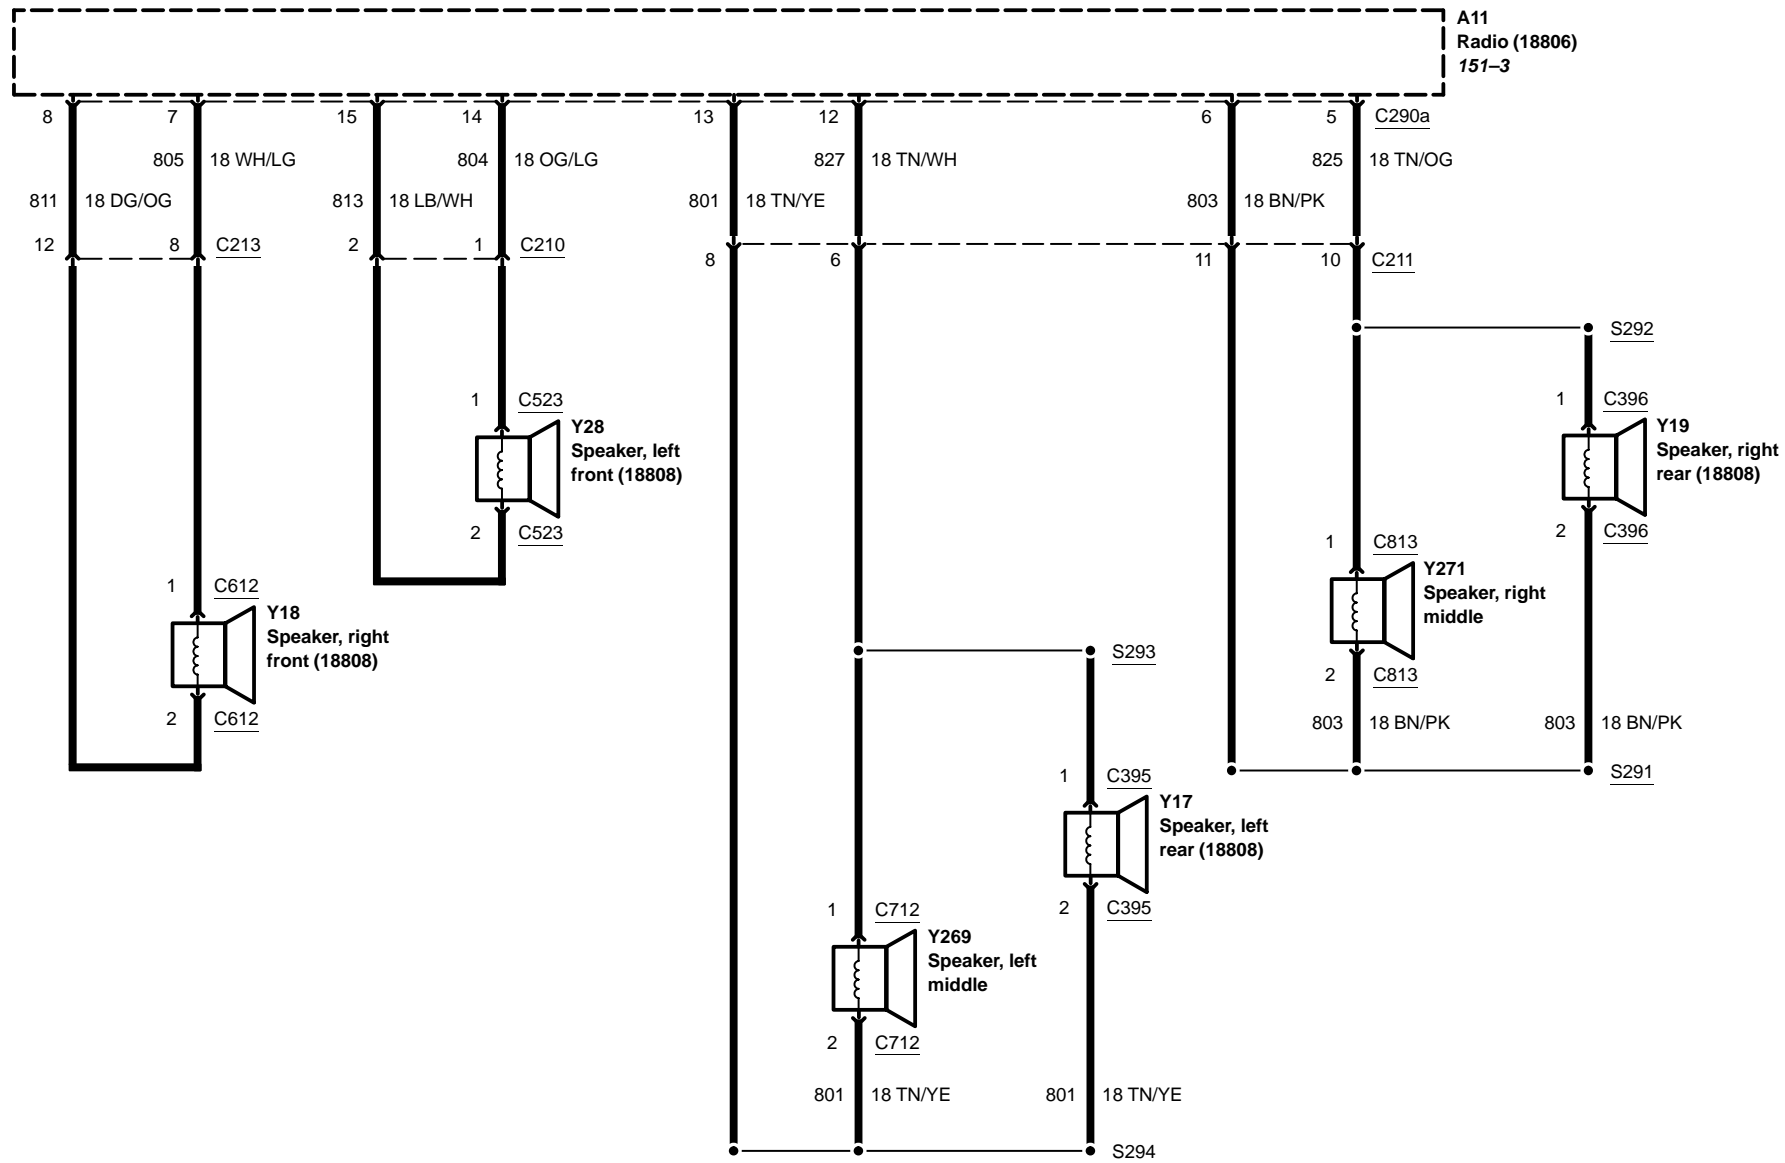 A11
Radio (18806)
151–3
8 7 15 14 13 12 6 5 C290a
805 18 WH/LG 804 18 OG/LG 827 18 TN/WH 825 18 TN/OG
811 18 DG/OG 813 18 LB/WH 801 18 TN/YE 803 18 BN/PK
12 8 C213 2 1 C210 8 6 11 10 C211
S292
1 C523 1 C396
Y28
Speaker, left
front (18808)
Y19
Speaker, right
rear (18808)
2 C523 2 C396
1 C813
Y271
Speaker, right
middle
1 C612
Y18
Speaker, right
front (18808)
S293
2 C813
2 C612
803 18 BN/PK 803 18 BN/PK
1 C395 S291
Y17
Speaker, left
rear (18808)
1 C712 2 C395
Y269
Speaker, left
middle
2 C712
801 18 TN/YE 801 18 TN/YE
S294